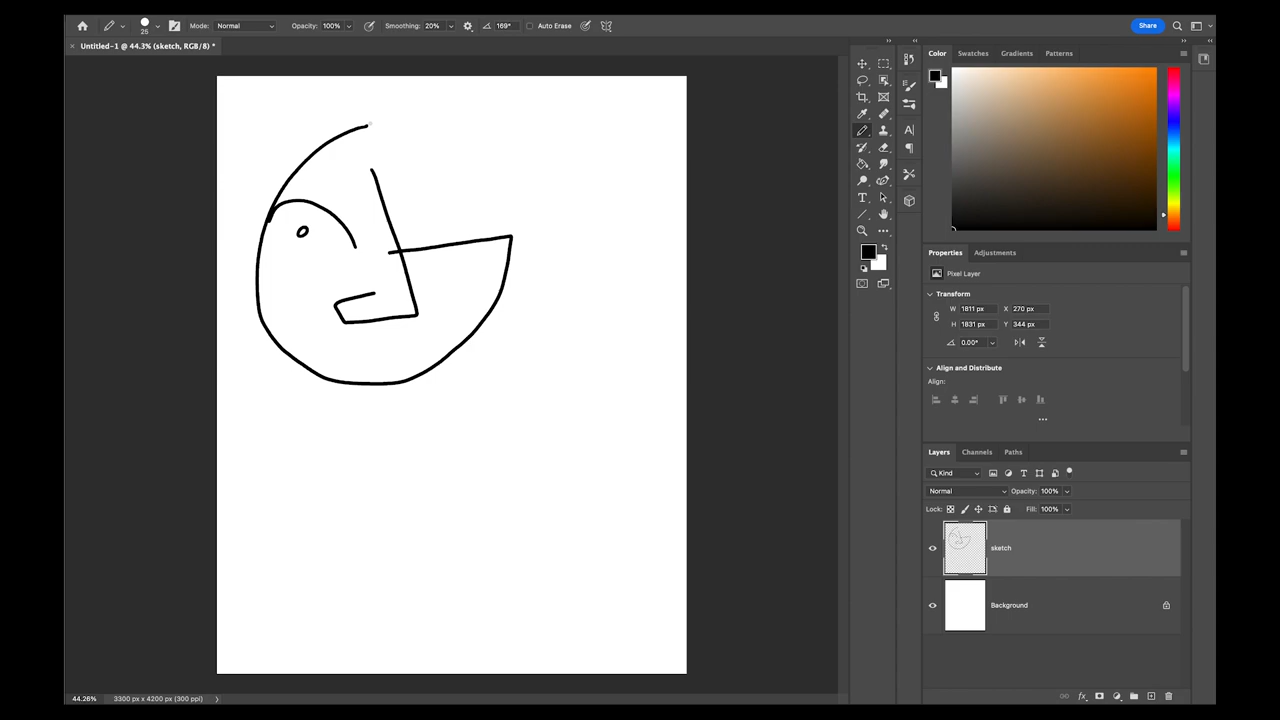 25 Mode: Normal Opacity: 100% Smoothing: 20% 169° Auto Erase Share
Untitled-1 @ 44.3% (sketch, RGB/8) *
Color Swatches Gradients Patterns
Properties Adjustments
Pixel Layer
Transform
W 1811 px X 270 px
H 1831 px Y 344 px
0.00°
Align and Distribute
Align:
Layers Channels Paths
Kind
Normal Opacity: 100%
Lock: Fill: 100%
sketch
Background
44.26% 3300 px x 4200 px (300 ppi)